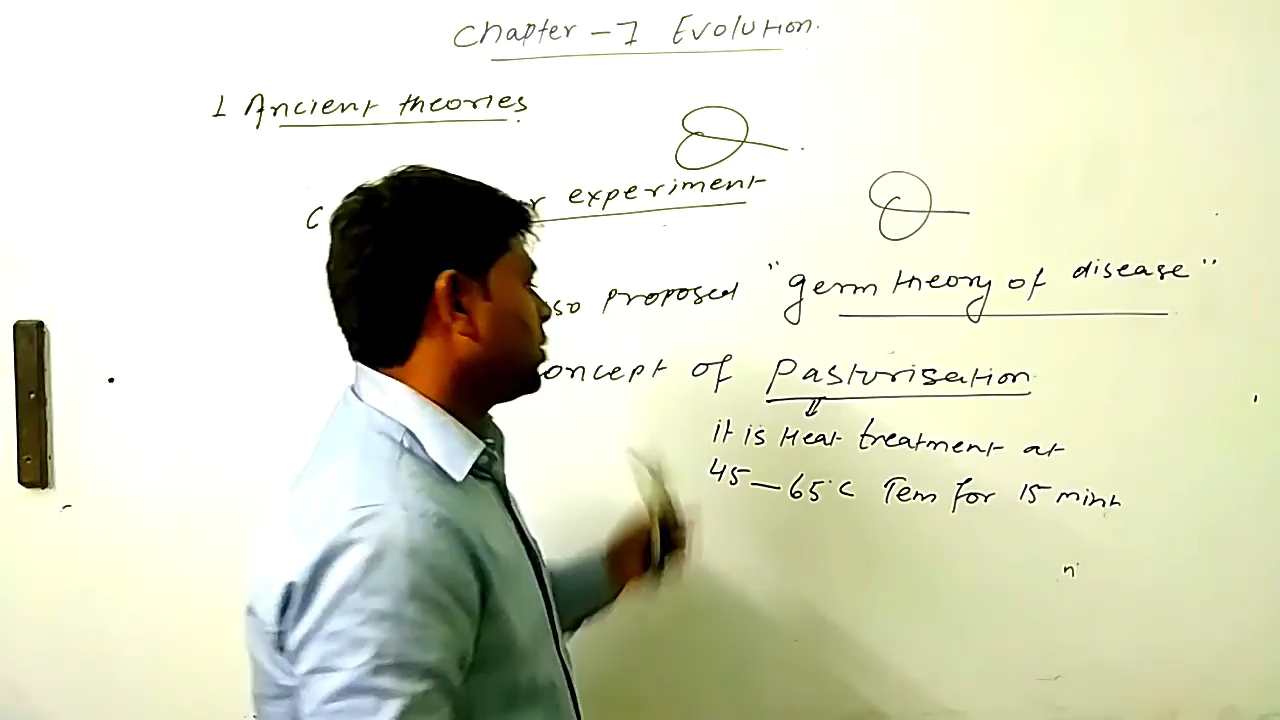 Chapter - 7 Evolution.
1 Ancient theories
experiment
so proposed "germ theory of disease"
oncept of Pasturisation
it is Heat treatment at
45 - 65°C Tem for 15 mint